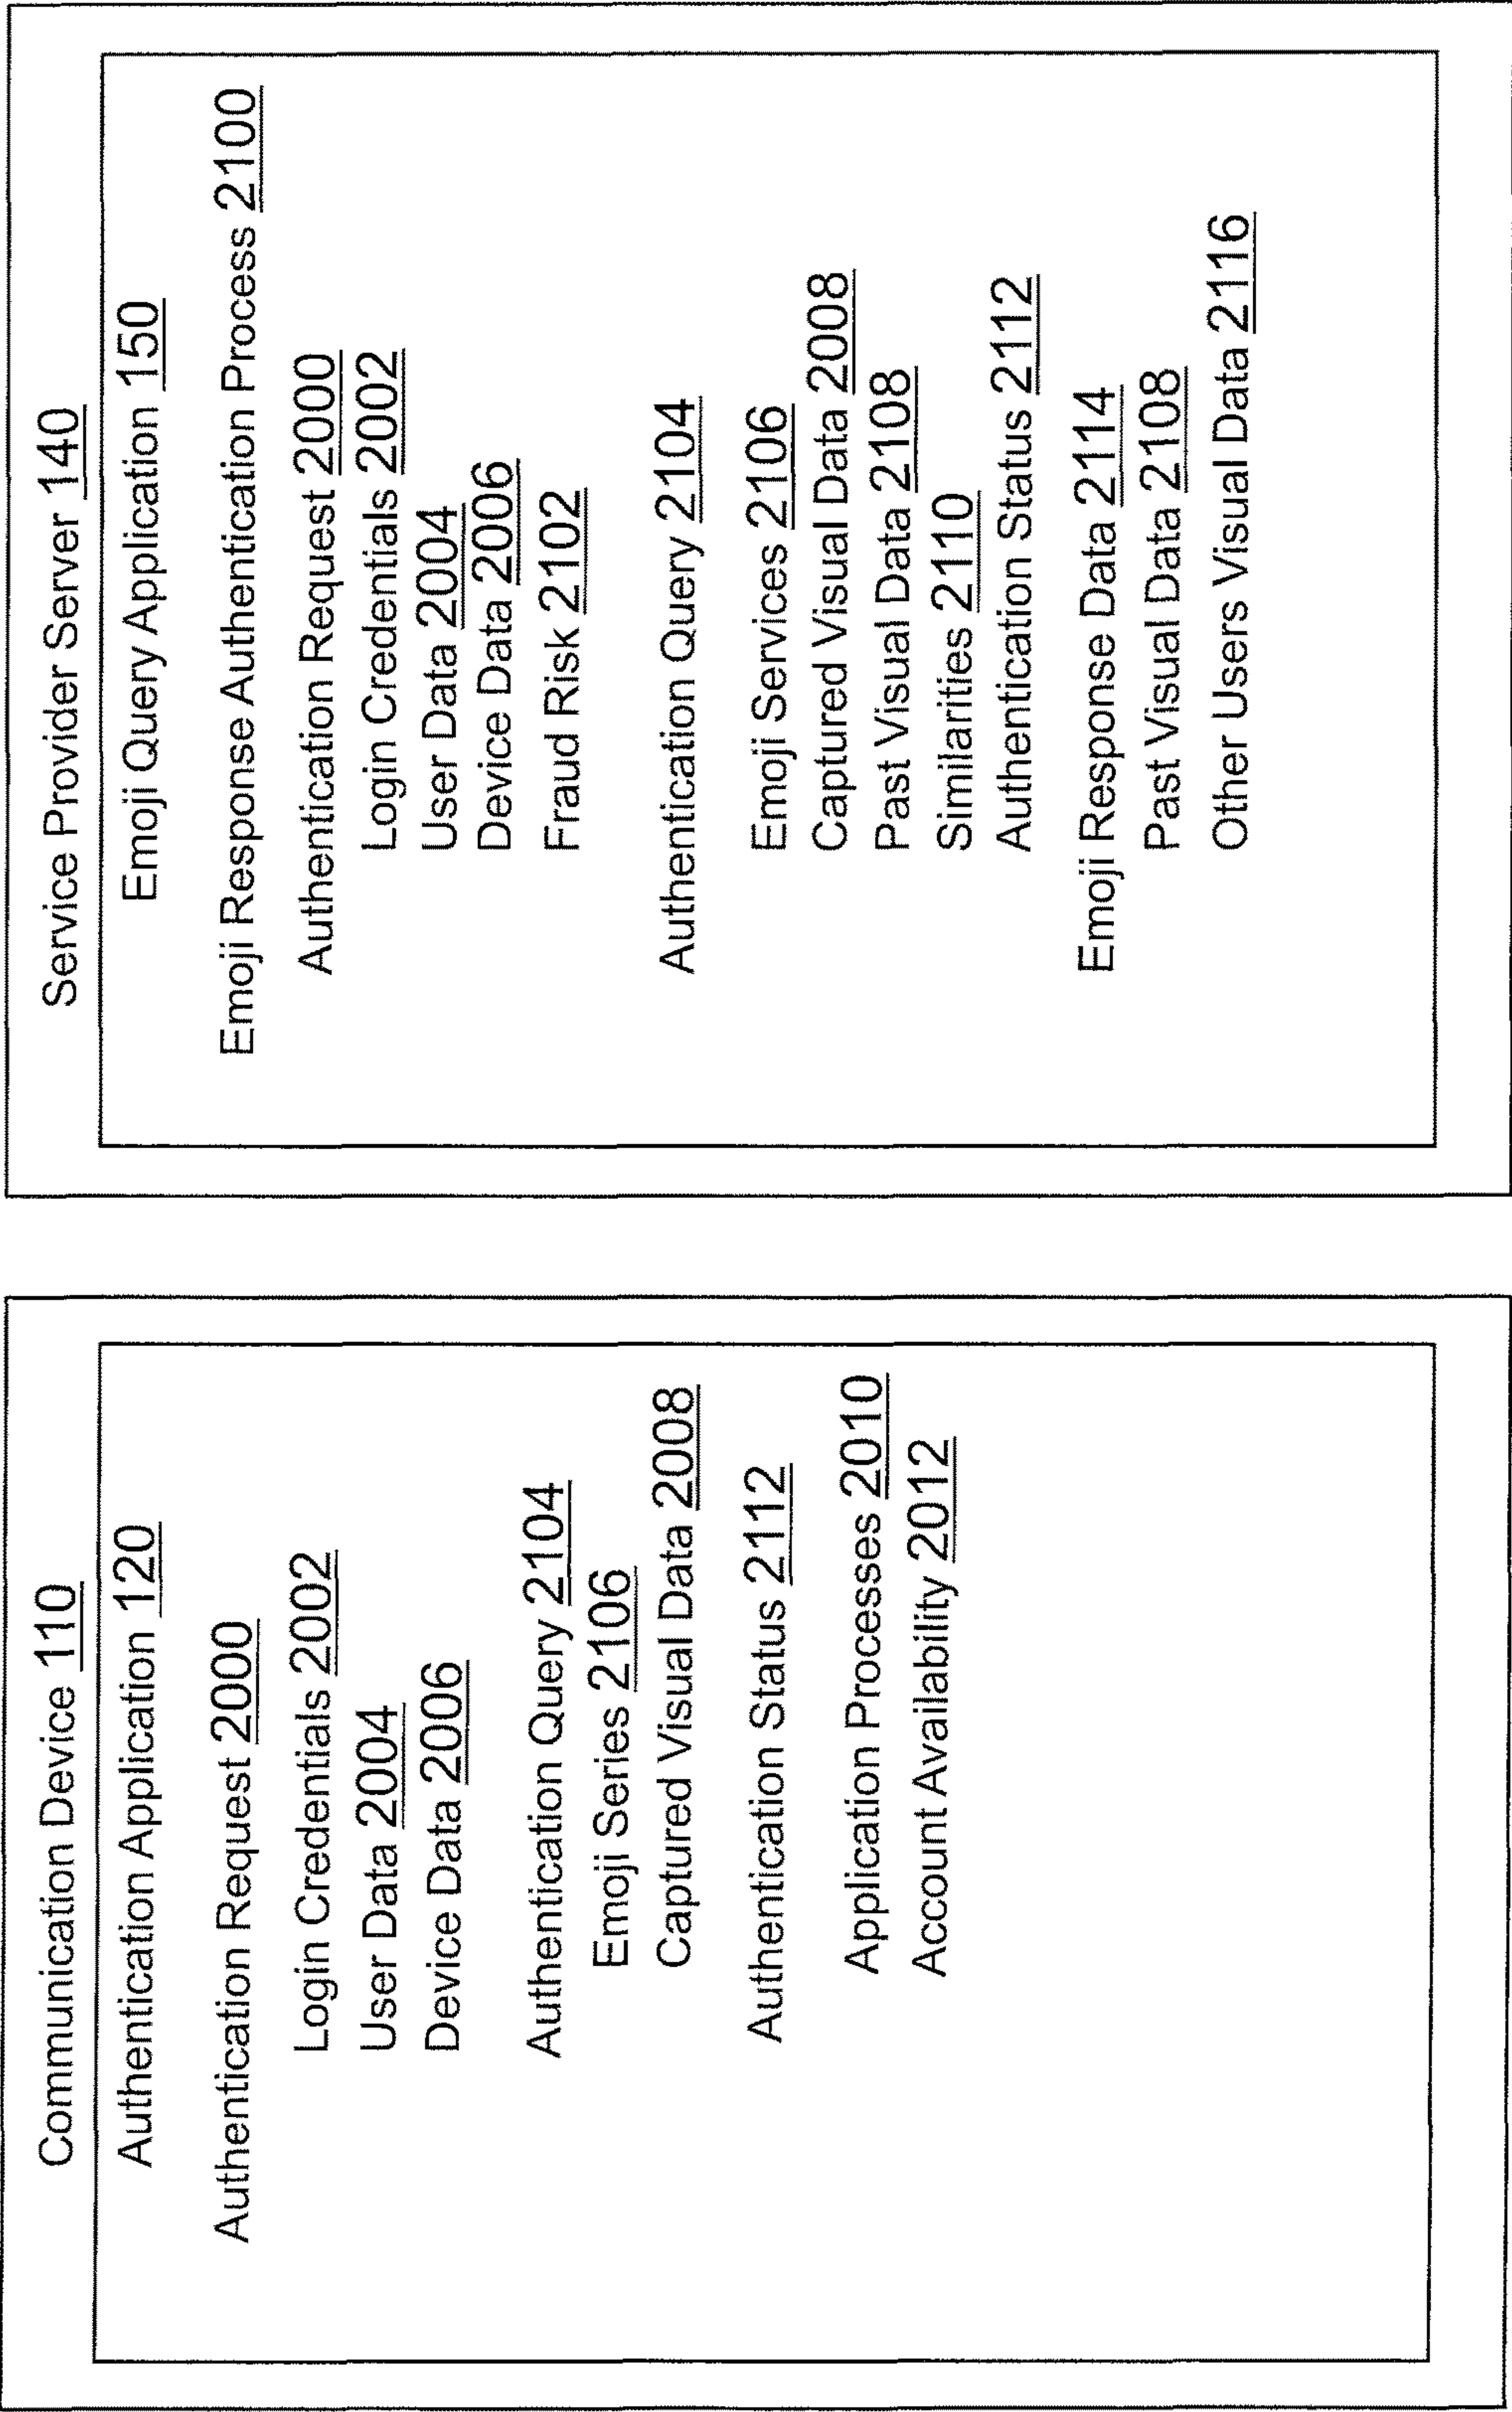 Communication Device 110
Authentication Application 120
Authentication Request 2000
Login Credentials 2002
User Data 2004
Device Data 2006
Authentication Query 2104
Emoji Series 2106
Captured Visual Data 2008
Authentication Status 2112
Application Processes 2010
Account Availability 2012
Service Provider Server 140
Emoji Query Application 150
Emoji Response Authentication Process 2100
Authentication Request 2000
Login Credentials 2002
User Data 2004
Device Data 2006
Fraud Risk 2102
Authentication Query 2104
Emoji Services 2106
Captured Visual Data 2008
Past Visual Data 2108
Similarities 2110
Authentication Status 2112
Emoji Response Data 2114
Past Visual Data 2108
Other Users Visual Data 2116